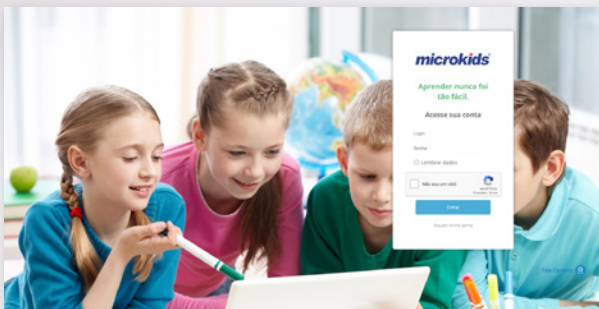 microkids
Aprender nunca foi
tão fácil.
Acesse sua conta
Login
Senha
Lembrar dados
Não sou um robô
reCAPTCHA
Entrar
Esqueci minha senha